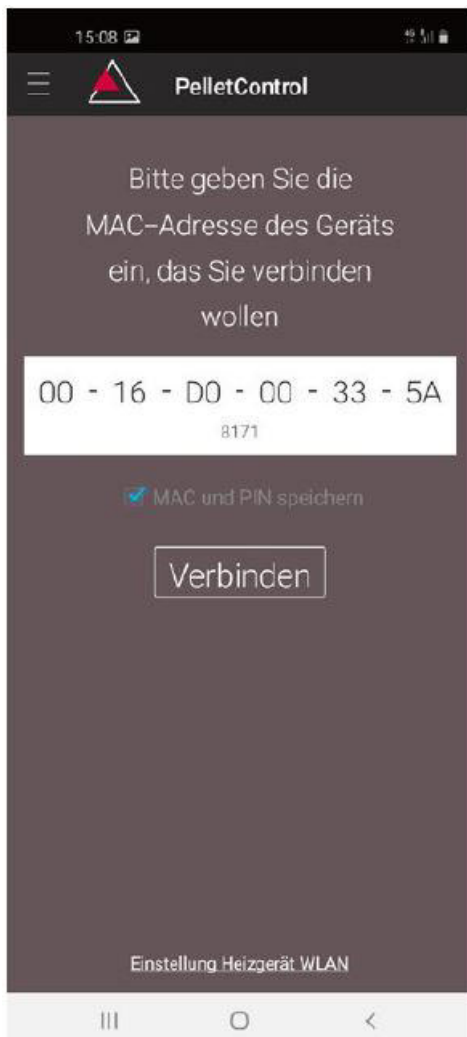 15:08
PelletControl
Bitte geben Sie die
MAC-Adresse des Geräts
ein, das Sie verbinden
wollen
00 - 16 - D0 - 00 - 33 - 5A
8171
MAC und PIN speichern
Verbinden
Einstellung Heizgerät WLAN